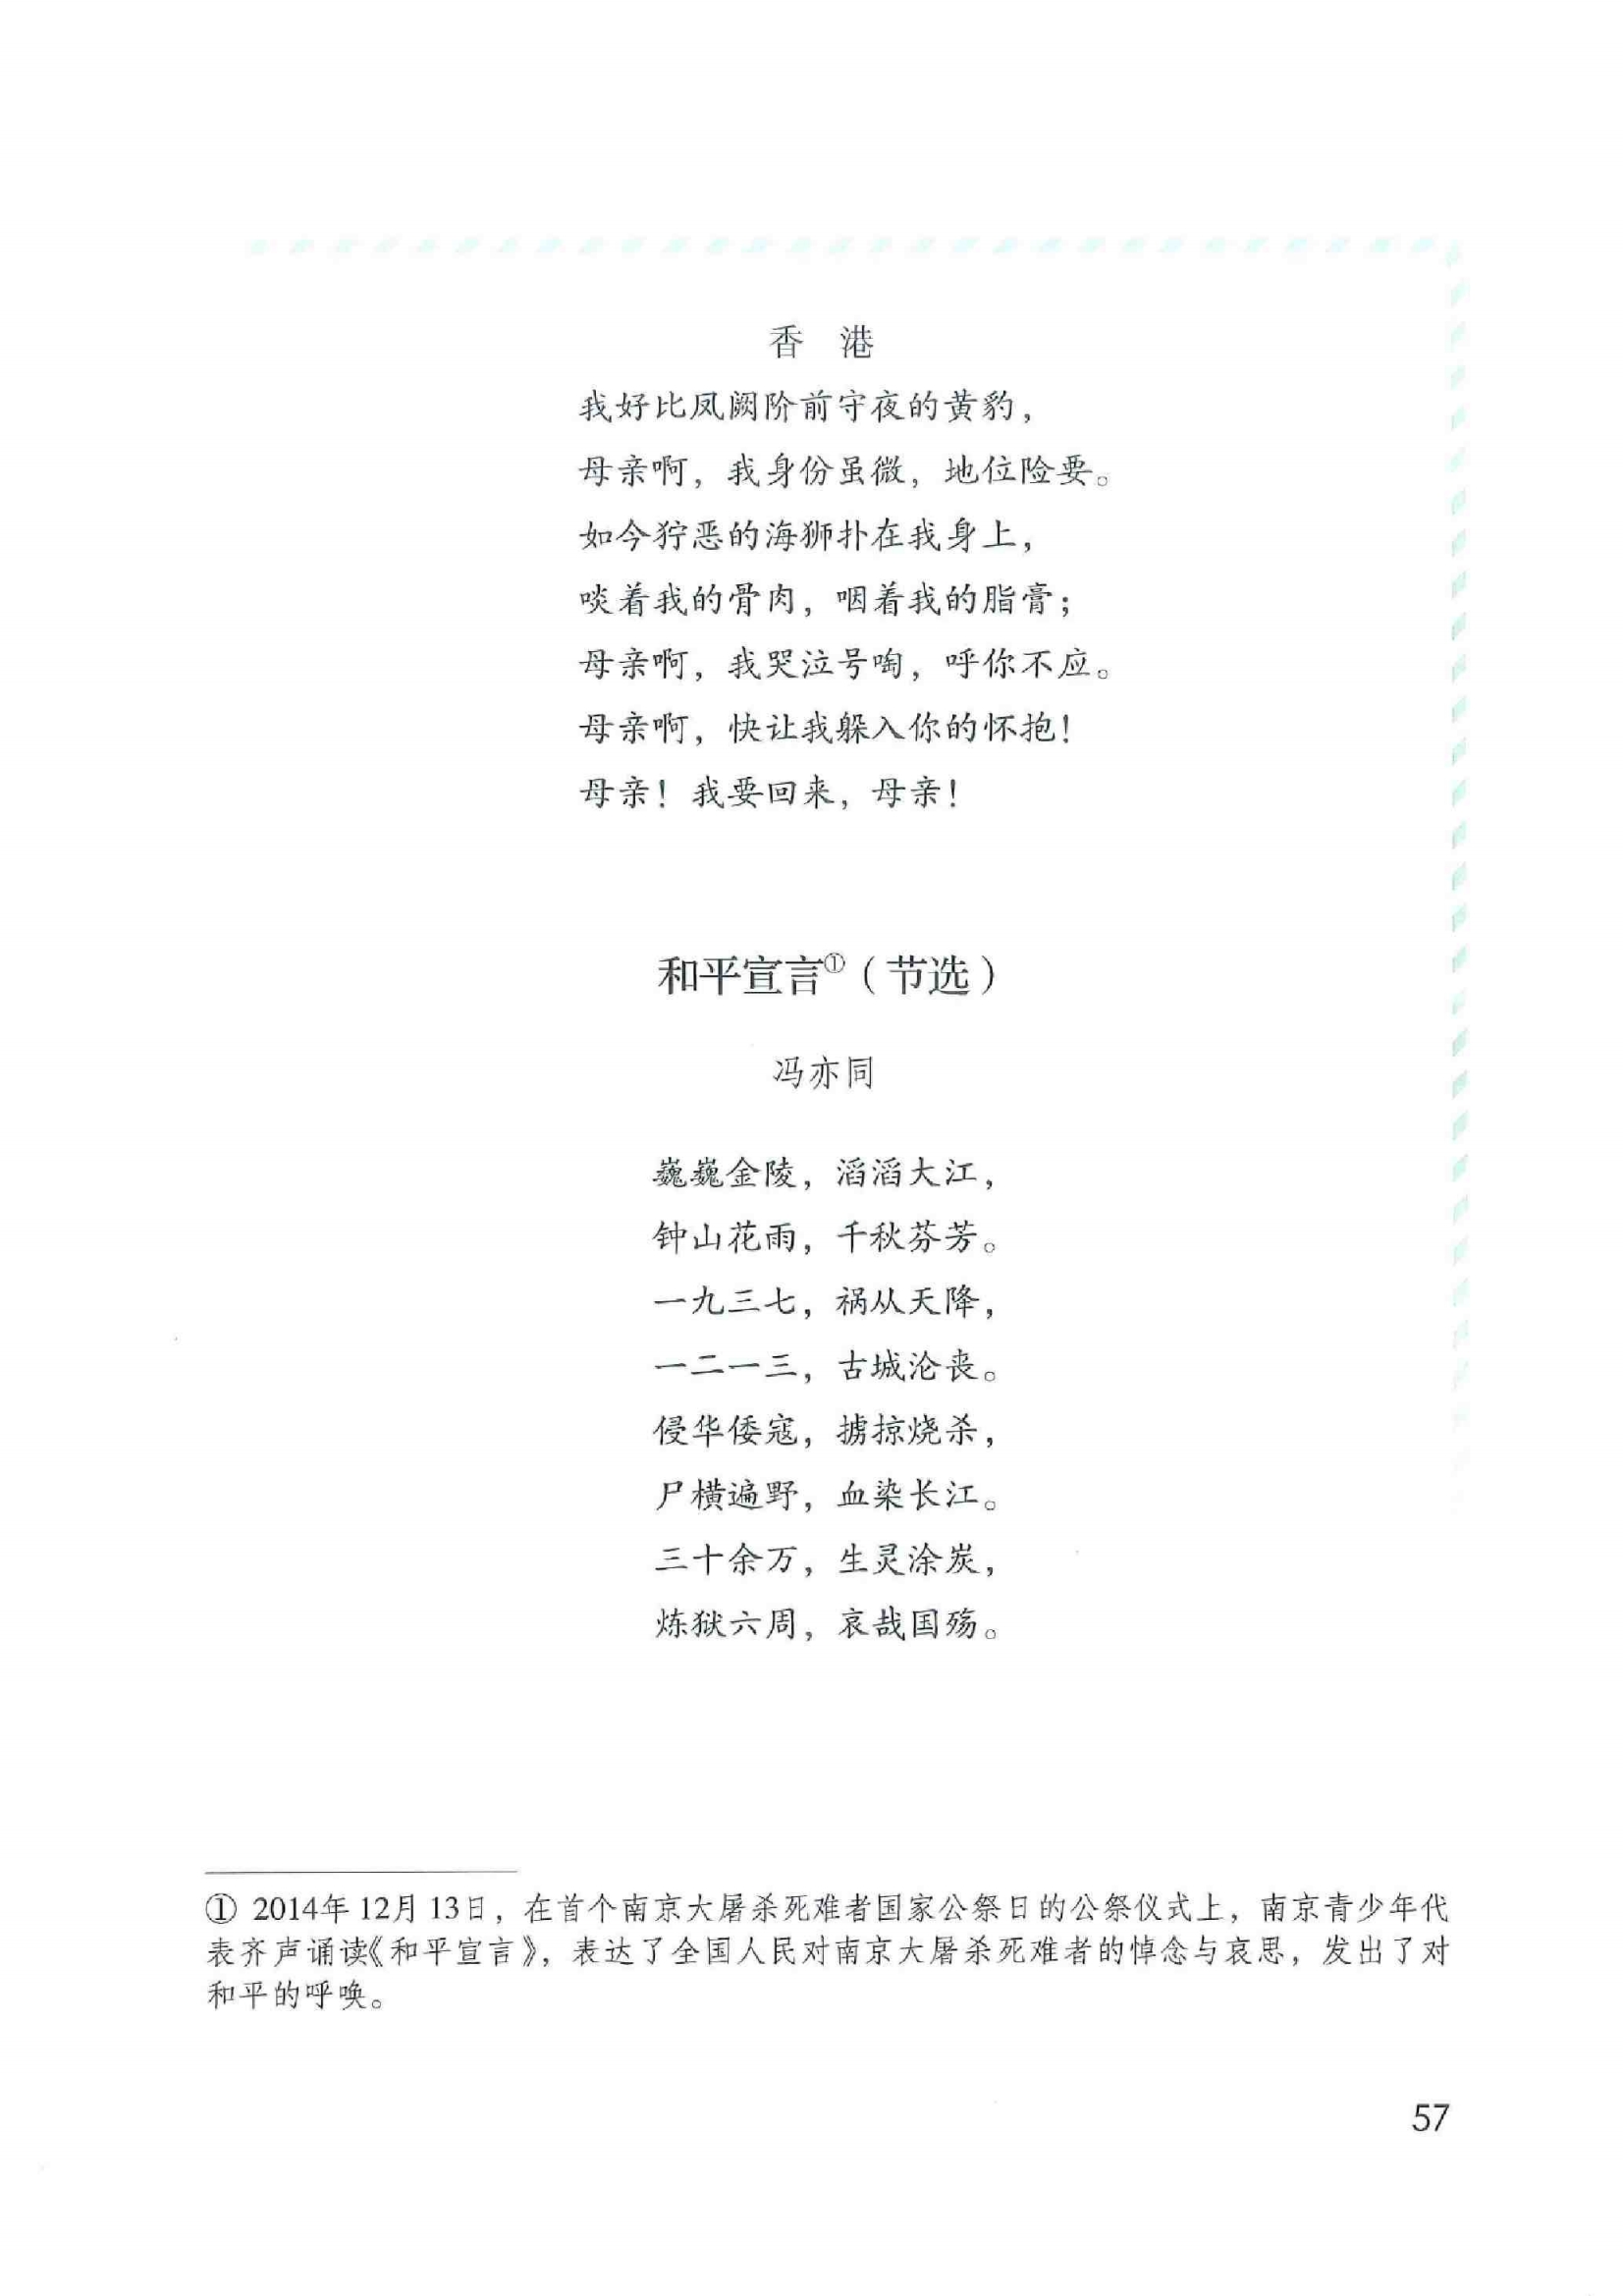 香 港
我好比凤阙阶前守夜的黄豹，
母亲啊，我身份虽微，地位险要。
如今狞恶的海狮扑在我身上，
啖着我的骨肉，咽着我的脂膏；
母亲啊，我哭泣号啕，呼你不应。
母亲啊，快让我躲入你的怀抱！
母亲！我要回来，母亲！
和平宣言①（节选）
冯亦同
巍巍金陵，滔滔大江，
钟山花雨，千秋芬芳。
一九三七，祸从天降，
一二一三，古城沦丧。
侵华倭寇，掳掠烧杀，
尸横遍野，血染长江。
三十余万，生灵涂炭，
炼狱六周，哀哉国殇。
① 2014年12月13日，在首个南京大屠杀死难者国家公祭日的公祭仪式上，南京青少年代
表齐声诵读《和平宣言》，表达了全国人民对南京大屠杀死难者的悼念与哀思，发出了对
和平的呼唤。
57